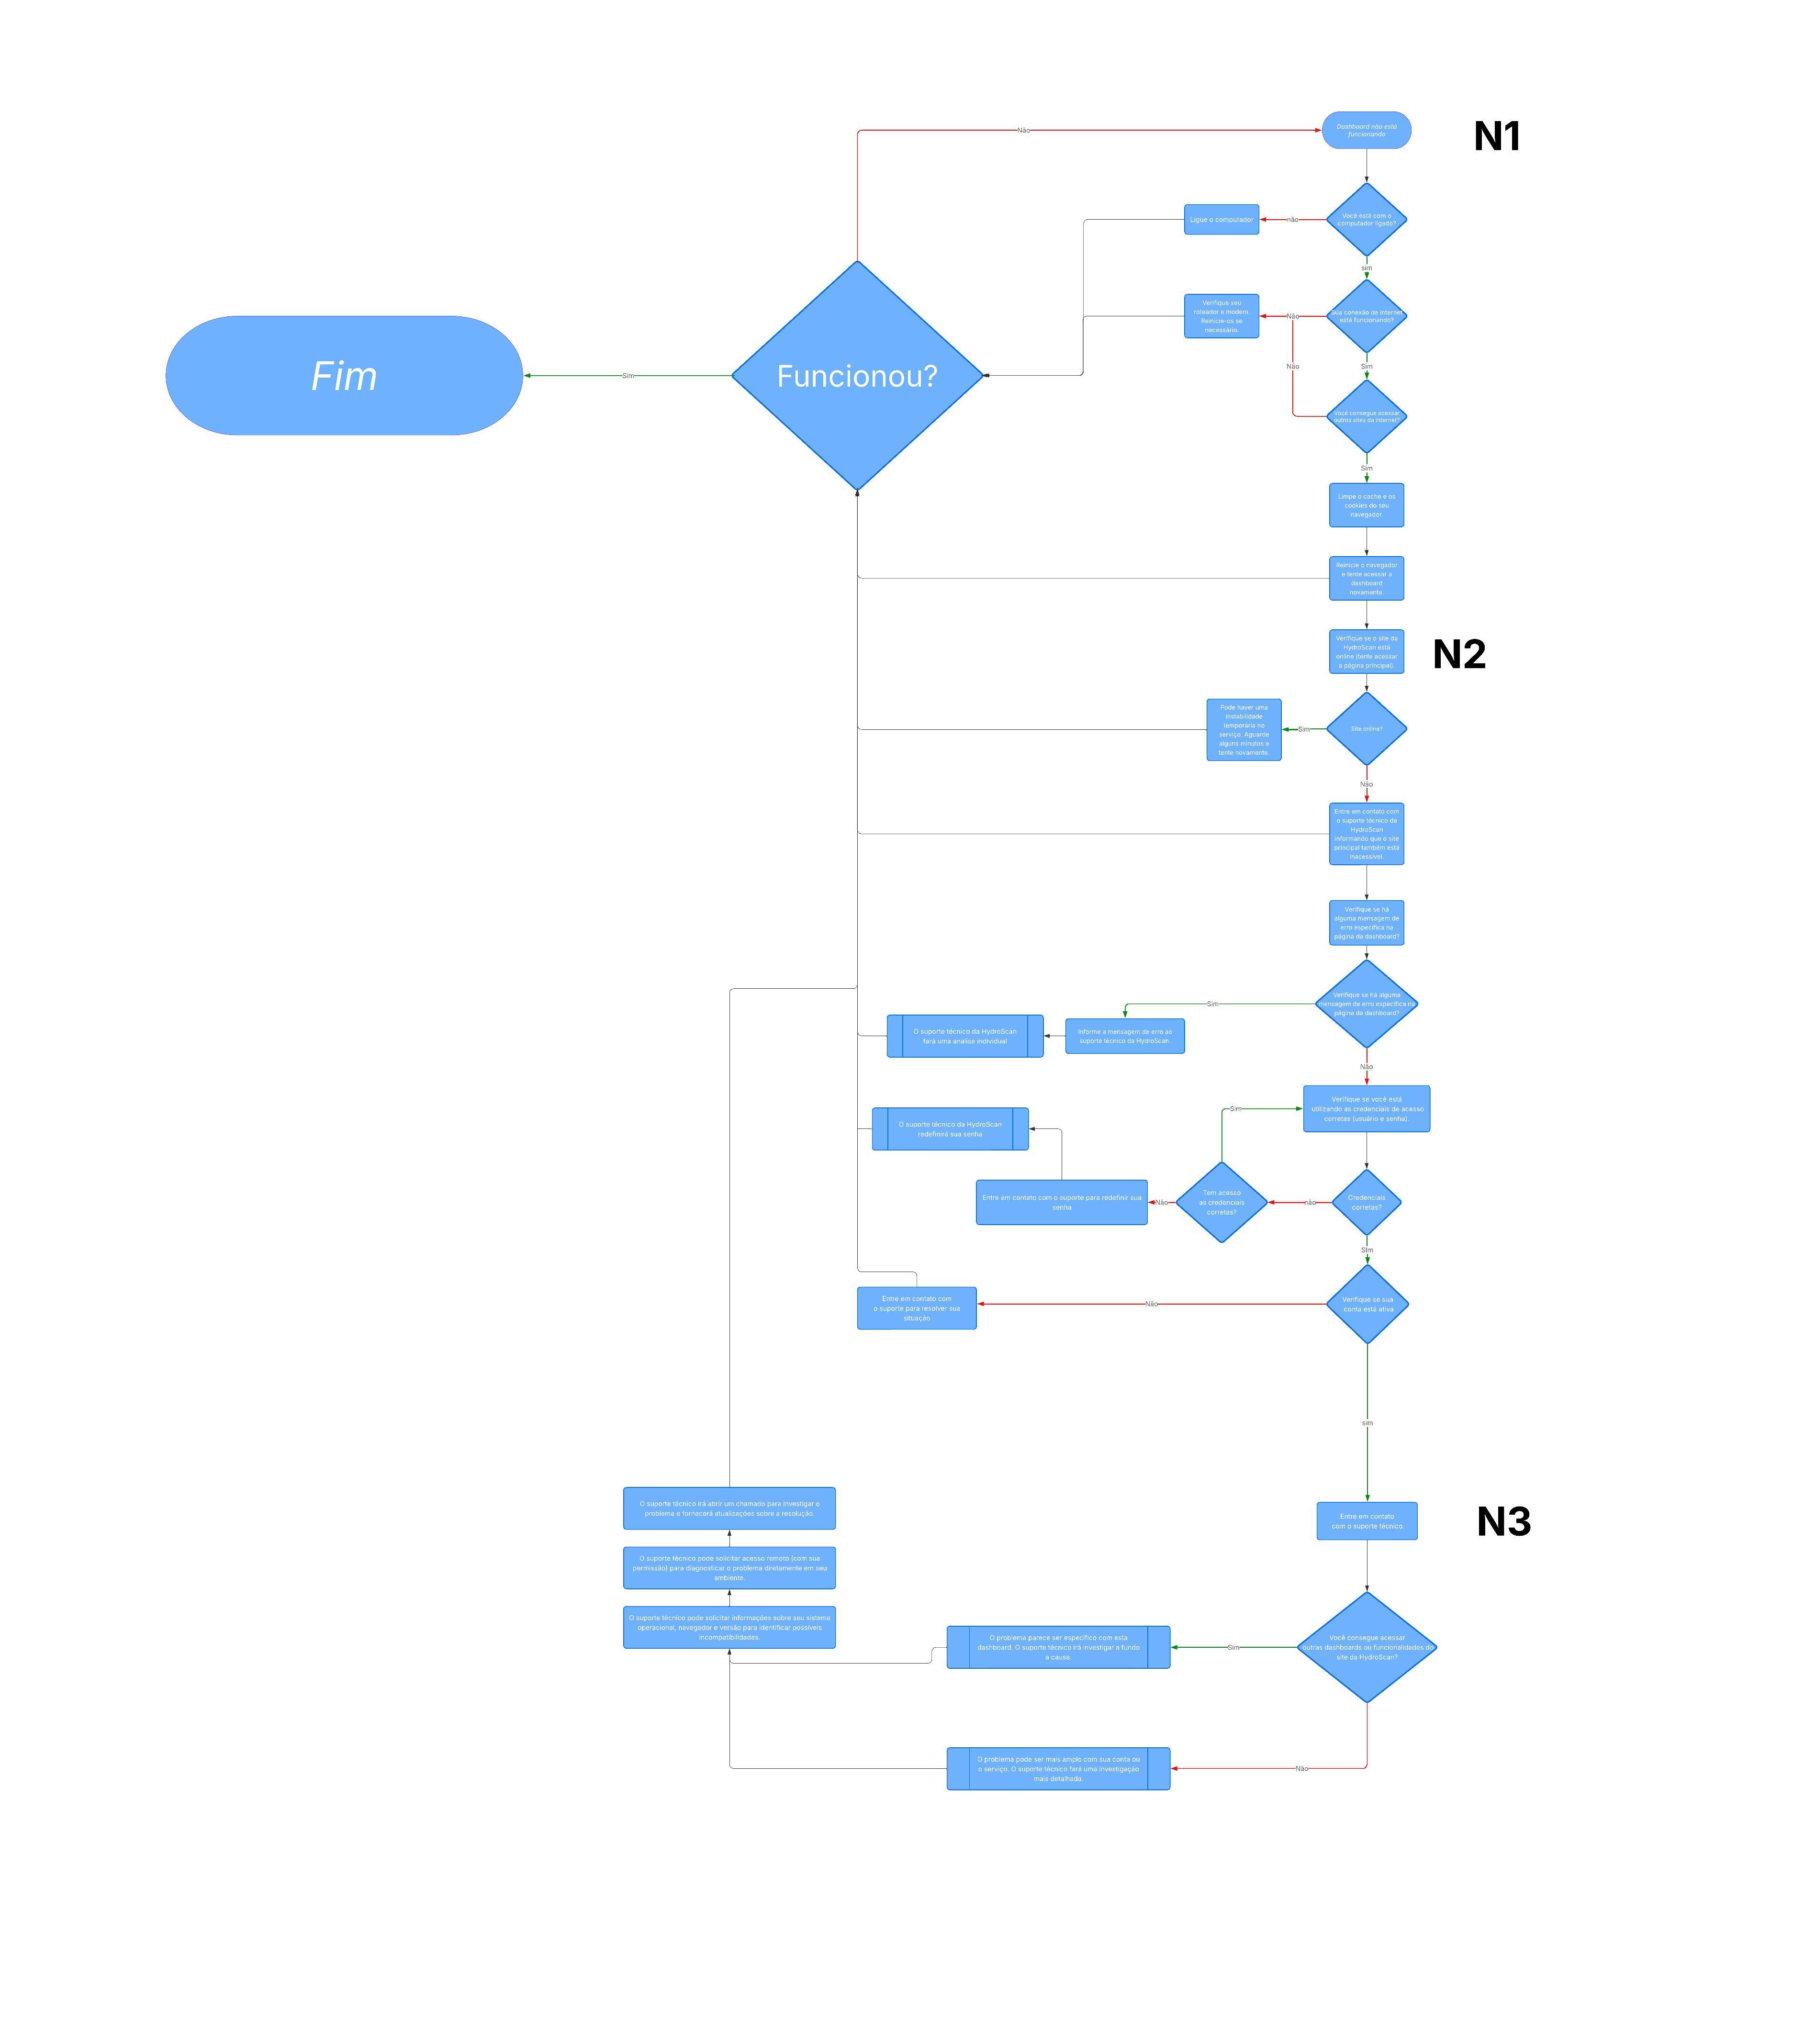 Não
Dashboard não está
funcionando
N1
Ligue o computador
não
Você está com o
computador ligado?
sim
Verifique seu
roteador e modem.
Reinicie-os se
necessário.
Não
Sua conexão de internet
está funcionando?
Fim
Sim
Funcionou?
Não
Sim
Você consegue acessar
outros sites da internet?
Sim
Limpe o cache e os
cookies do seu
navegador
Reinicie o navegador
e tente acessar a
dashboard
novamente.
Verifique se o site da
HydroScan está
online (tente acessar
a página principal)
N2
Pode haver uma
instabilidade
temporária no
serviço. Aguarde
alguns minutos e
tente novamente.
Sim
Site online?
Não
Entre em contato com
o suporte técnico da
HydroScan
informando que o site
principal também está
inacessível.
Verifique se há
alguma mensagem de
erro específica na
página da dashboard?
Sim
Verifique se há alguma
mensagem de erro específica na
página da dashboard?
O suporte técnico da HydroScan
fará uma analise individual
Informe a mensagem de erro ao
suporte técnico da HydroScan.
Não
Verifique se você está
utilizando as credenciais de acesso
corretas (usuário e senha).
Sim
O suporte técnico da HydroScan
redefinirá sua senha
Entre em contato com o suporte para redefinir sua
senha
Não
Tem acesso
as credenciais
corretas?
não
Credenciais
corretas?
Sim
Entre em contato com
o suporte para resolver sua
situação
Não
Verifique se sua
conta está ativa
sim
O suporte técnico irá abrir um chamado para investigar o
problema e fornecerá atualizações sobre a resolução.
Entre em contato
com o suporte técnico.
N3
O suporte técnico pode solicitar acesso remoto (com sua
permissão) para diagnosticar o problema diretamente em seu
ambiente.
O suporte técnico pode solicitar informações sobre seu sistema
operacional, navegador e versão para identificar possíveis
incompatibilidades.
O problema parece ser específico com esta
dashboard. O suporte técnico irá investigar a fundo
a causa.
Sim
Você consegue acessar
outras dashboards ou funcionalidades do
site da HydroScan?
O problema pode ser mais amplo com sua conta ou
o serviço. O suporte técnico fará uma investigação
mais detalhada.
Não